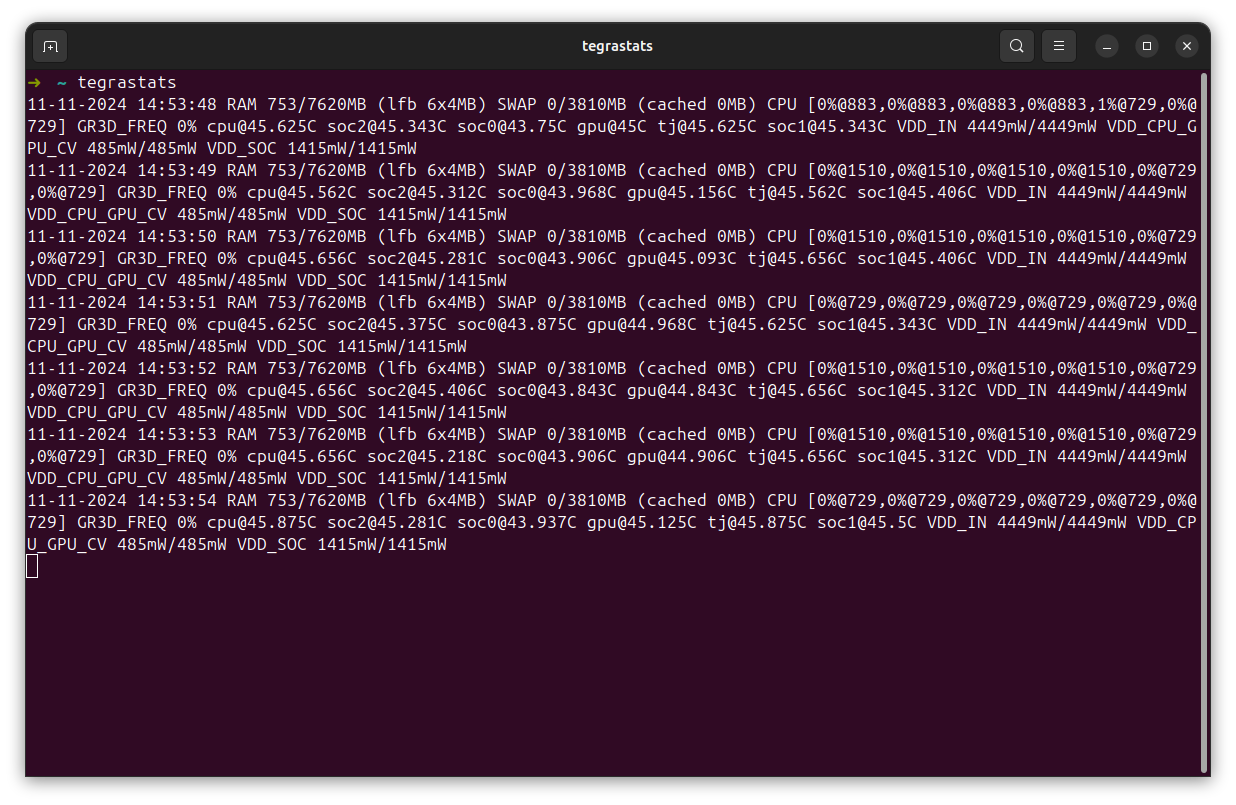 tegrastats
➜ ~ tegrastats
11-11-2024 14:53:48 RAM 753/7620MB (lfb 6x4MB) SWAP 0/3810MB (cached 0MB) CPU [0%@883,0%@883,0%@883,0%@883,1%@729,0%@
729] GR3D_FREQ 0% cpu@45.625C soc2@45.343C soc0@43.75C gpu@45C tj@45.625C soc1@45.343C VDD_IN 4449mW/4449mW VDD_CPU_G
PU_CV 485mW/485mW VDD_SOC 1415mW/1415mW
11-11-2024 14:53:49 RAM 753/7620MB (lfb 6x4MB) SWAP 0/3810MB (cached 0MB) CPU [0%@1510,0%@1510,0%@1510,0%@1510,0%@729
,0%@729] GR3D_FREQ 0% cpu@45.562C soc2@45.312C soc0@43.968C gpu@45.156C tj@45.562C soc1@45.406C VDD_IN 4449mW/4449mW
VDD_CPU_GPU_CV 485mW/485mW VDD_SOC 1415mW/1415mW
11-11-2024 14:53:50 RAM 753/7620MB (lfb 6x4MB) SWAP 0/3810MB (cached 0MB) CPU [0%@1510,0%@1510,0%@1510,0%@1510,0%@729
,0%@729] GR3D_FREQ 0% cpu@45.656C soc2@45.281C soc0@43.906C gpu@45.093C tj@45.656C soc1@45.406C VDD_IN 4449mW/4449mW
VDD_CPU_GPU_CV 485mW/485mW VDD_SOC 1415mW/1415mW
11-11-2024 14:53:51 RAM 753/7620MB (lfb 6x4MB) SWAP 0/3810MB (cached 0MB) CPU [0%@729,0%@729,0%@729,0%@729,0%@729,0%@
729] GR3D_FREQ 0% cpu@45.625C soc2@45.375C soc0@43.875C gpu@44.968C tj@45.625C soc1@45.343C VDD_IN 4449mW/4449mW VDD_
CPU_GPU_CV 485mW/485mW VDD_SOC 1415mW/1415mW
11-11-2024 14:53:52 RAM 753/7620MB (lfb 6x4MB) SWAP 0/3810MB (cached 0MB) CPU [0%@1510,0%@1510,0%@1510,0%@1510,0%@729
,0%@729] GR3D_FREQ 0% cpu@45.656C soc2@45.406C soc0@43.843C gpu@44.843C tj@45.656C soc1@45.312C VDD_IN 4449mW/4449mW
VDD_CPU_GPU_CV 485mW/485mW VDD_SOC 1415mW/1415mW
11-11-2024 14:53:53 RAM 753/7620MB (lfb 6x4MB) SWAP 0/3810MB (cached 0MB) CPU [0%@1510,0%@1510,0%@1510,0%@1510,0%@729
,0%@729] GR3D_FREQ 0% cpu@45.656C soc2@45.218C soc0@43.906C gpu@44.906C tj@45.656C soc1@45.312C VDD_IN 4449mW/4449mW
VDD_CPU_GPU_CV 485mW/485mW VDD_SOC 1415mW/1415mW
11-11-2024 14:53:54 RAM 753/7620MB (lfb 6x4MB) SWAP 0/3810MB (cached 0MB) CPU [0%@729,0%@729,0%@729,0%@729,0%@729,0%@
729] GR3D_FREQ 0% cpu@45.875C soc2@45.281C soc0@43.937C gpu@45.125C tj@45.875C soc1@45.5C VDD_IN 4449mW/4449mW VDD_CP
U_GPU_CV 485mW/485mW VDD_SOC 1415mW/1415mW